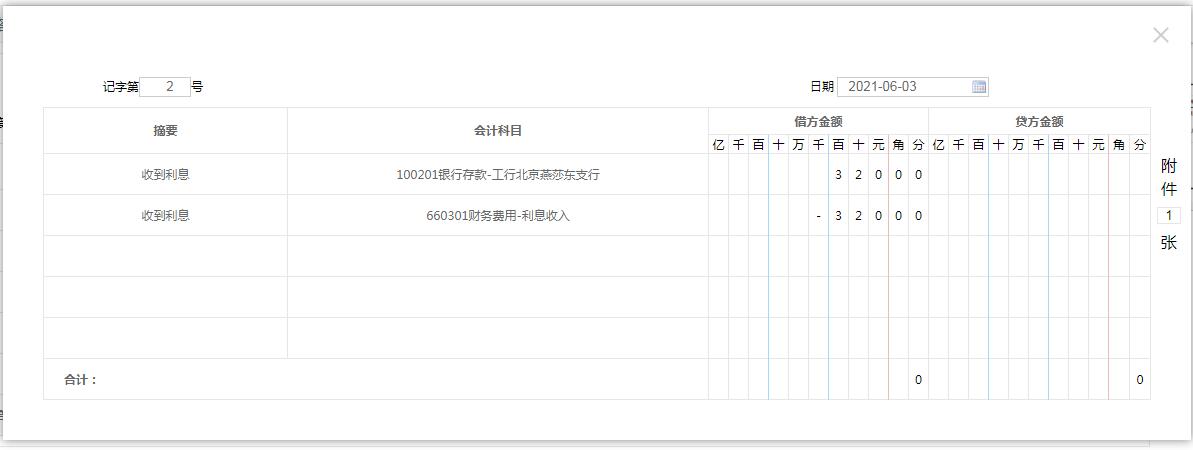 记字第 2 号 日期 2021-06-03
摘要 会计科目 借方金额 贷方金额
亿 千 百 十 万 千 百 十 元 角 分 亿 千 百 十 万 千 百 十 元 角 分
收到利息 100201银行存款-工行北京燕莎东支行 3 2 0 0 0
收到利息 660301财务费用-利息收入 - 3 2 0 0 0
合计： 0 0
附
件
1
张